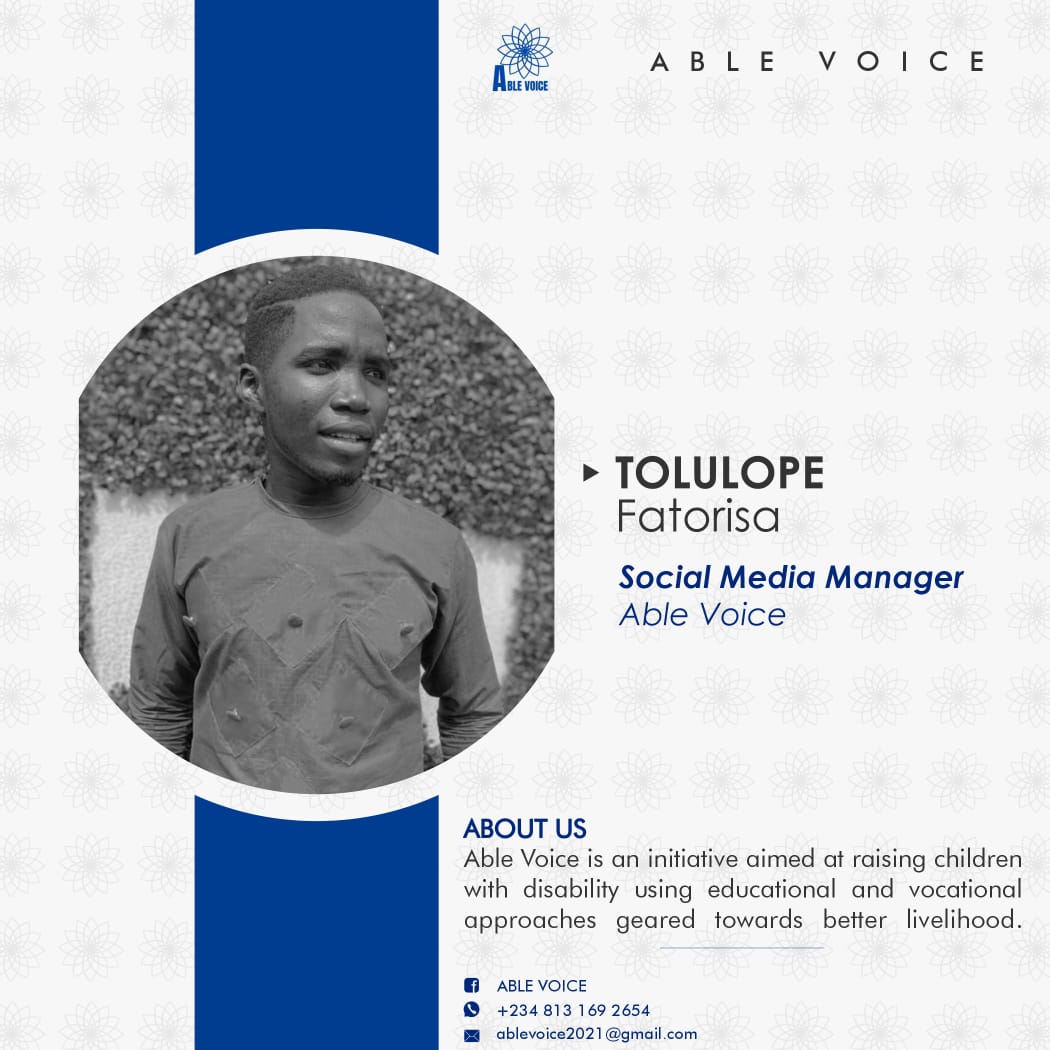 ABLE VOICE
ABLE VOICE
TOLULOPE
Fatorisa
Social Media Manager
Able Voice
ABOUT US
Able Voice is an initiative aimed at raising children
with disability using educational and vocational
approaches geared towards better livelihood.
ABLE VOICE
+234 813 169 2654
ablevoice2021@gmail.com